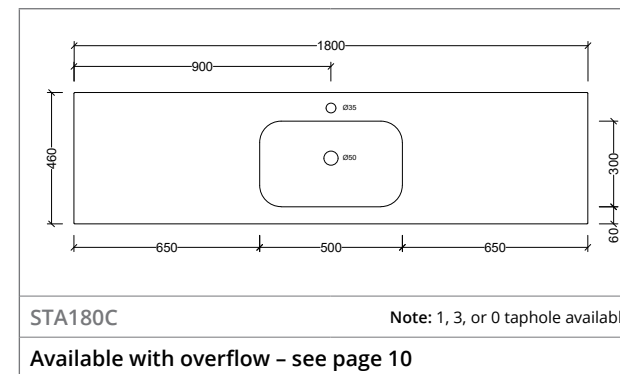 1800
900
Ø35
Ø50
460
300
60
650 500 650
STA180C Note: 1, 3, or 0 taphole availabl
Available with overflow – see page 10